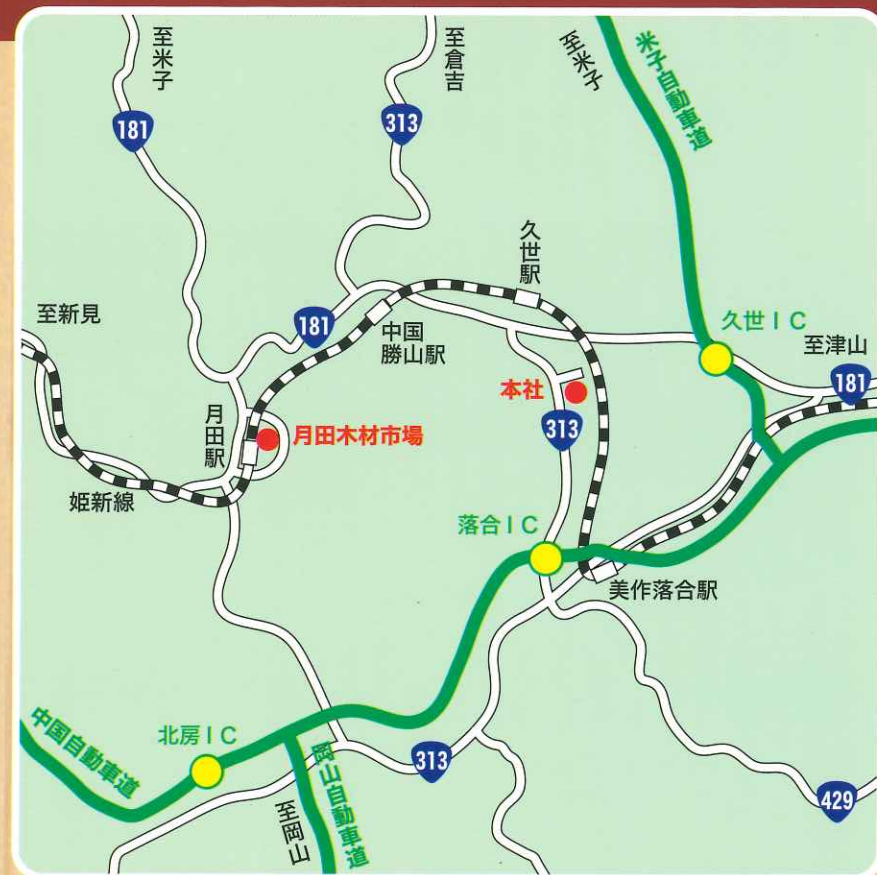 至米子
至倉吉
至米子
米子自動車道
181
313
久世駅
至新見
181
中国
勝山駅
久世IC
至津山
181
本社
月田駅
月田木材市場
313
姫新線
落合IC
美作落合駅
中国自動車道
北房IC
岡山自動車道
至岡山
313
429